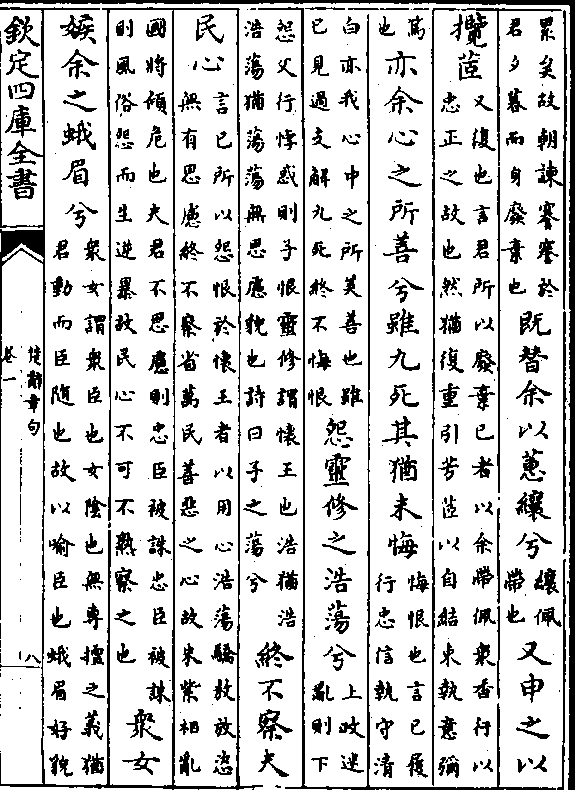 累矣故朝諫謇謇於君夕暮而身廢棄也既替余以蕙纕兮纕佩帶也又申之以
攬茝又復也言君所以廢棄已者以余帶佩衆香行以忠正之故也然猶復重引芳茝以自結束執意彌
篤也亦余心之所善兮雖九死其猶未悔悔恨也言已履行忠信執守清
白亦我心中之所美善也雖已見過支解九死終不悔恨怨靈修之浩蕩兮上政迷亂則下
怨父行悖惑則子恨靈修謂懷王也浩猶浩浩蕩猶蕩蕩無思慮貌也詩曰子之蕩兮終不察夫
民心言已所以怨恨於懷王者以用心浩蕩驕敖放恣無有思慮終不察省萬民善惡之心故朱紫相亂
國將傾危也夫君不思慮則忠臣被誅忠臣被誅則風俗怨而生逆暴故民心不可不熟察之也衆女
嫉余之蛾眉兮衆女謂衆臣也女陰也無專擅之義猶君動而臣隨也故以喻臣也蛾眉好貌
欽定四庫全書
楚辭章句
卷一
八